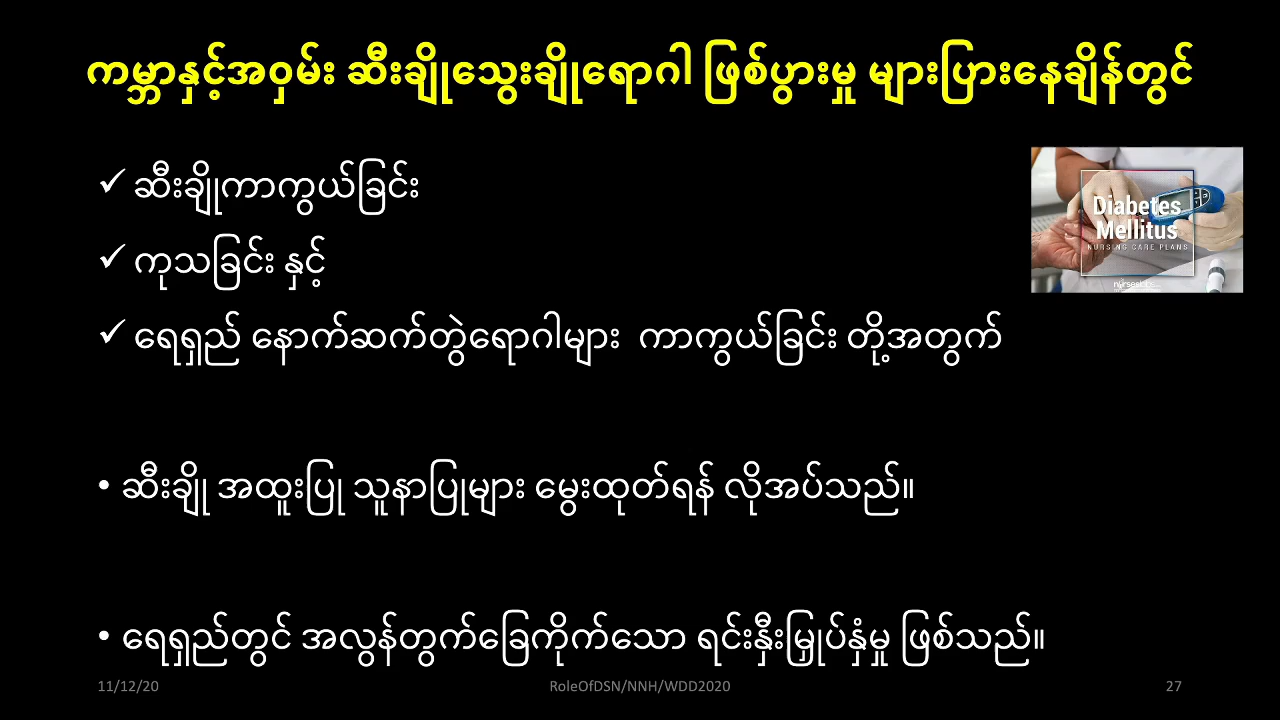 ကမ္ဘာနှင့်အဝှမ်း ဆီးချိုသွေးချိုရောဂါ ဖြစ်ပွားမှု များပြားနေချိန်တွင်
✓ ဆီးချိုကာကွယ်ခြင်း
✓ ကုသခြင်း နှင့်
✓ ရေရှည် နောက်ဆက်တွဲရောဂါများ ကာကွယ်ခြင်း တို့အတွက်
Diabetes
Mellitus
NURSING CARE PLANS
• ဆီးချို အထူးပြု သူနာပြုများ မွေးထုတ်ရန် လိုအပ်သည်။
• ရေရှည်တွင် အလွန်တွက်ခြေကိုက်သော ရင်းနှီးမြှုပ်နှံမှု ဖြစ်သည်။
11/12/20
RoleOfDSN/NNH/WDD2020
27